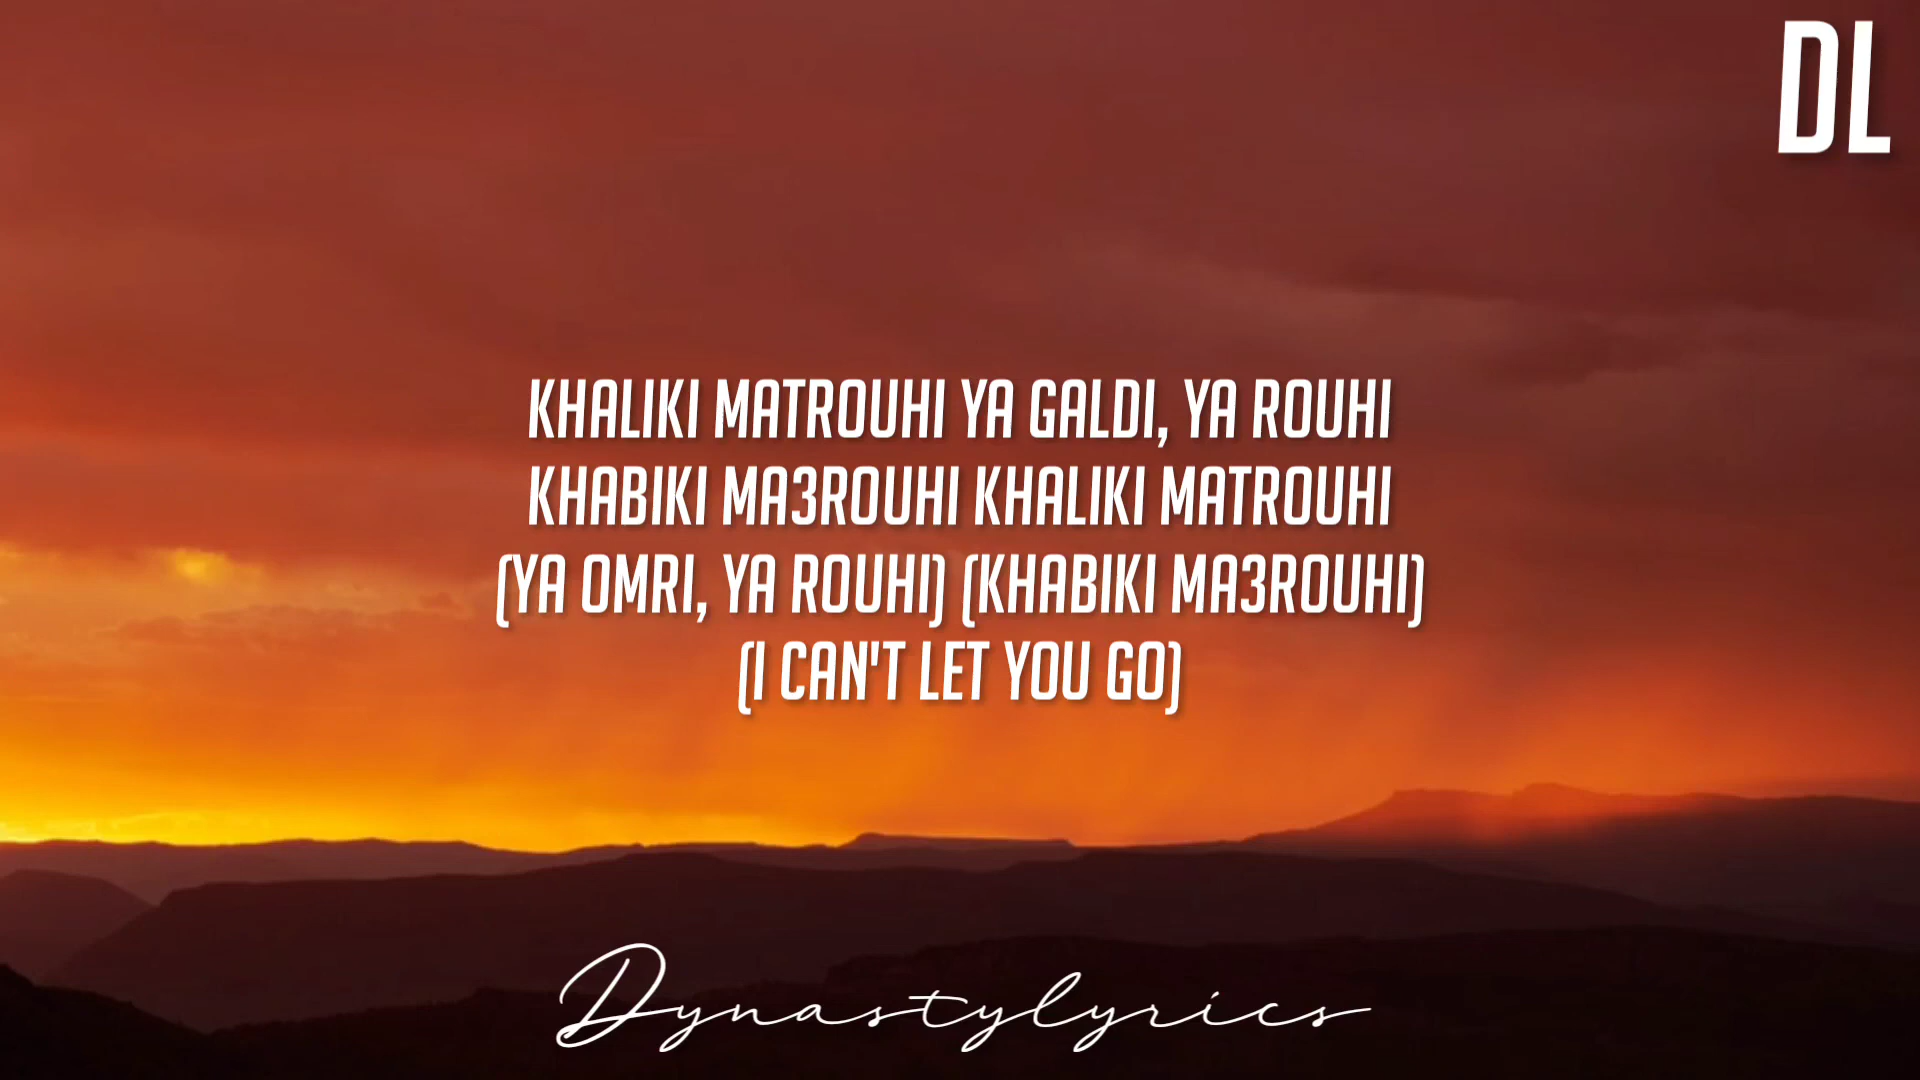 DL
KHALIKI MATROUHI YA GALDI, YA ROUHI
KHABIKI MA3ROUHI KHALIKI MATROUHI
(YA OMRI, YA ROUHI) (KHABIKI MA3ROUHI)
(I CAN'T LET YOU GO)
Dynastylyrics